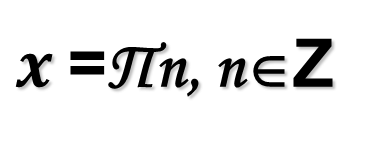 x = πn, n∈Z